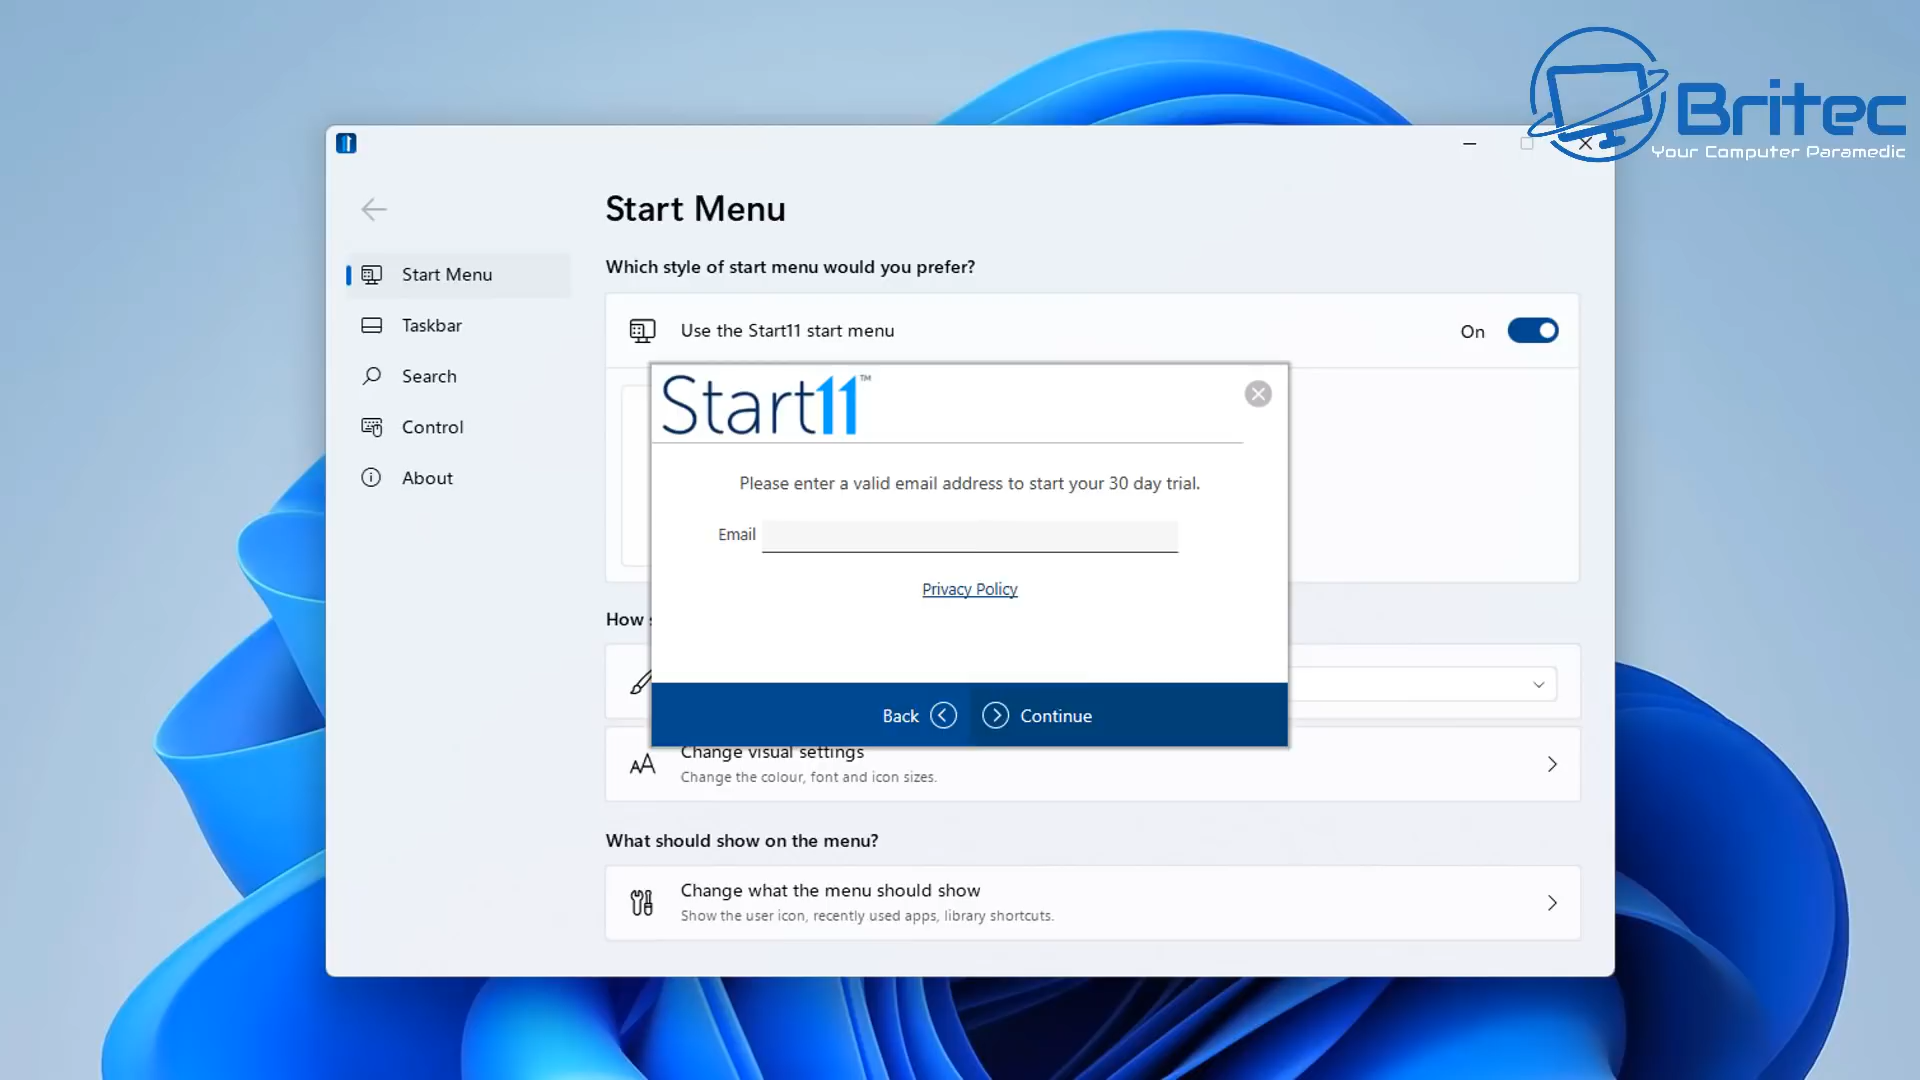 Britec
Your Computer Paramedic
Start Menu
Start Menu
Taskbar
Search
Control
About
Which style of start menu would you prefer?
Use the Start11 start menu
On
Start11™
Please enter a valid email address to start your 30 day trial.
Email
Privacy Policy
Back
Continue
How
Change visual settings
Change the colour, font and icon sizes.
What should show on the menu?
Change what the menu should show
Show the user icon, recently used apps, library shortcuts.